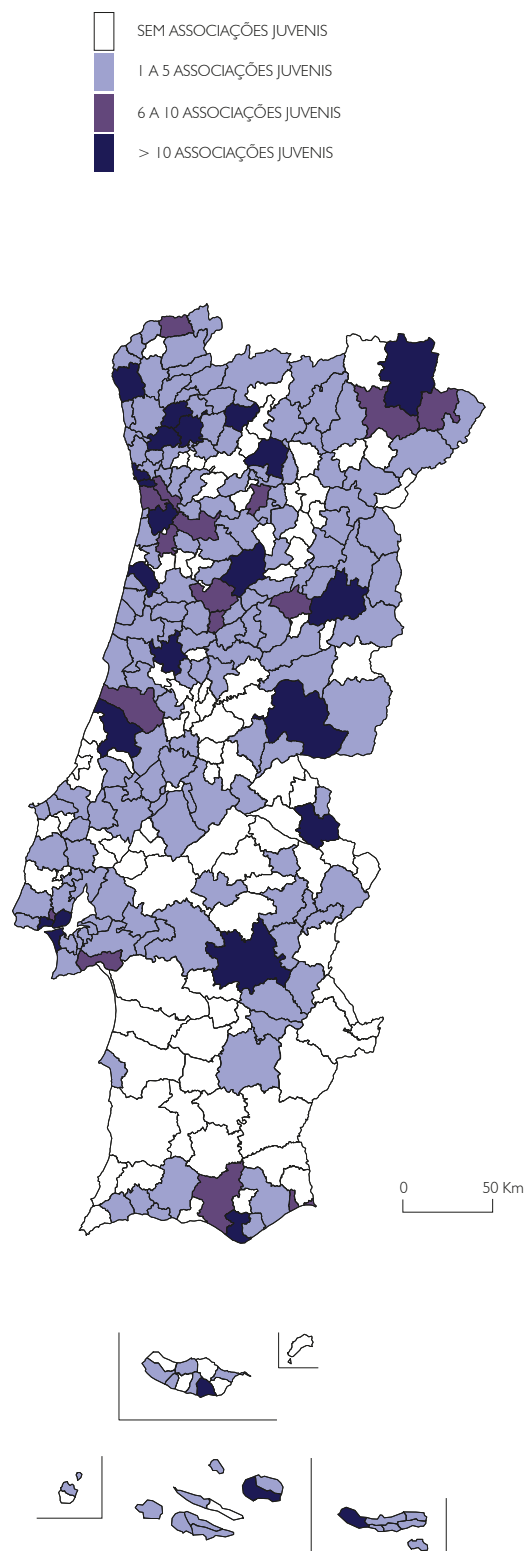 SEM ASSOCIAÇÕES JUVENIS
1 A 5 ASSOCIAÇÕES JUVENIS
6 A 10 ASSOCIAÇÕES JUVENIS
> 10 ASSOCIAÇÕES JUVENIS
0 50 Km